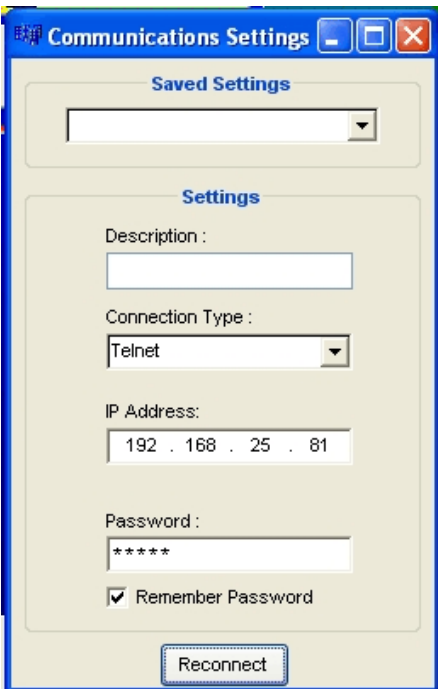 Communications Settings
Saved Settings
Settings
Description :
Connection Type :
Telnet
IP Address:
192 . 168 . 25 . 81
Password :
*****
Remember Password
Reconnect